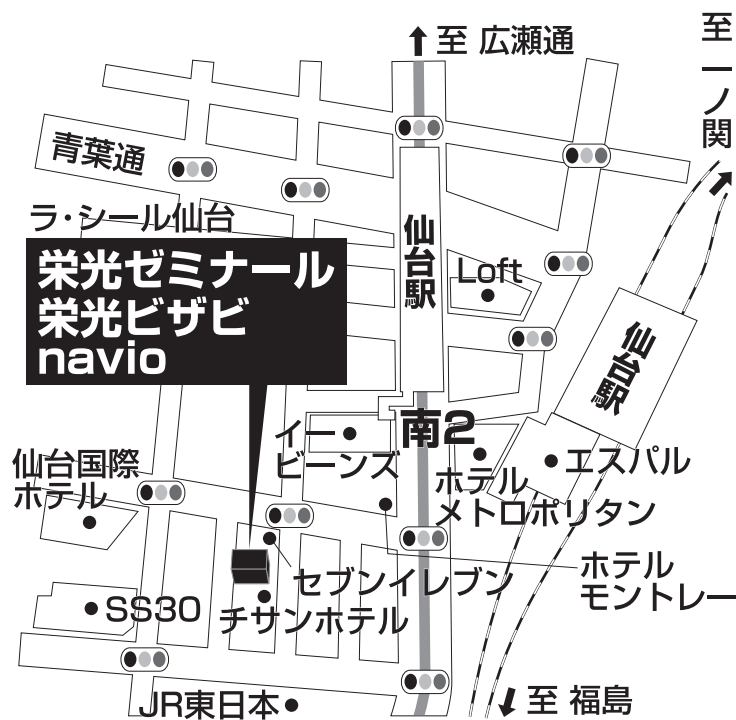 至 広瀬通
至 一ノ関
青葉通
ラ・シール仙台
栄光ゼミナール
栄光ビザビ
navio
仙台駅
Loft
仙台駅
南2
イー
ビーンズ
ホテル
メトロポリタン
エスパル
仙台国際
ホテル
セブンイレブン
ホテル
モントレー
SS30
チサンホテル
JR東日本
至 福島